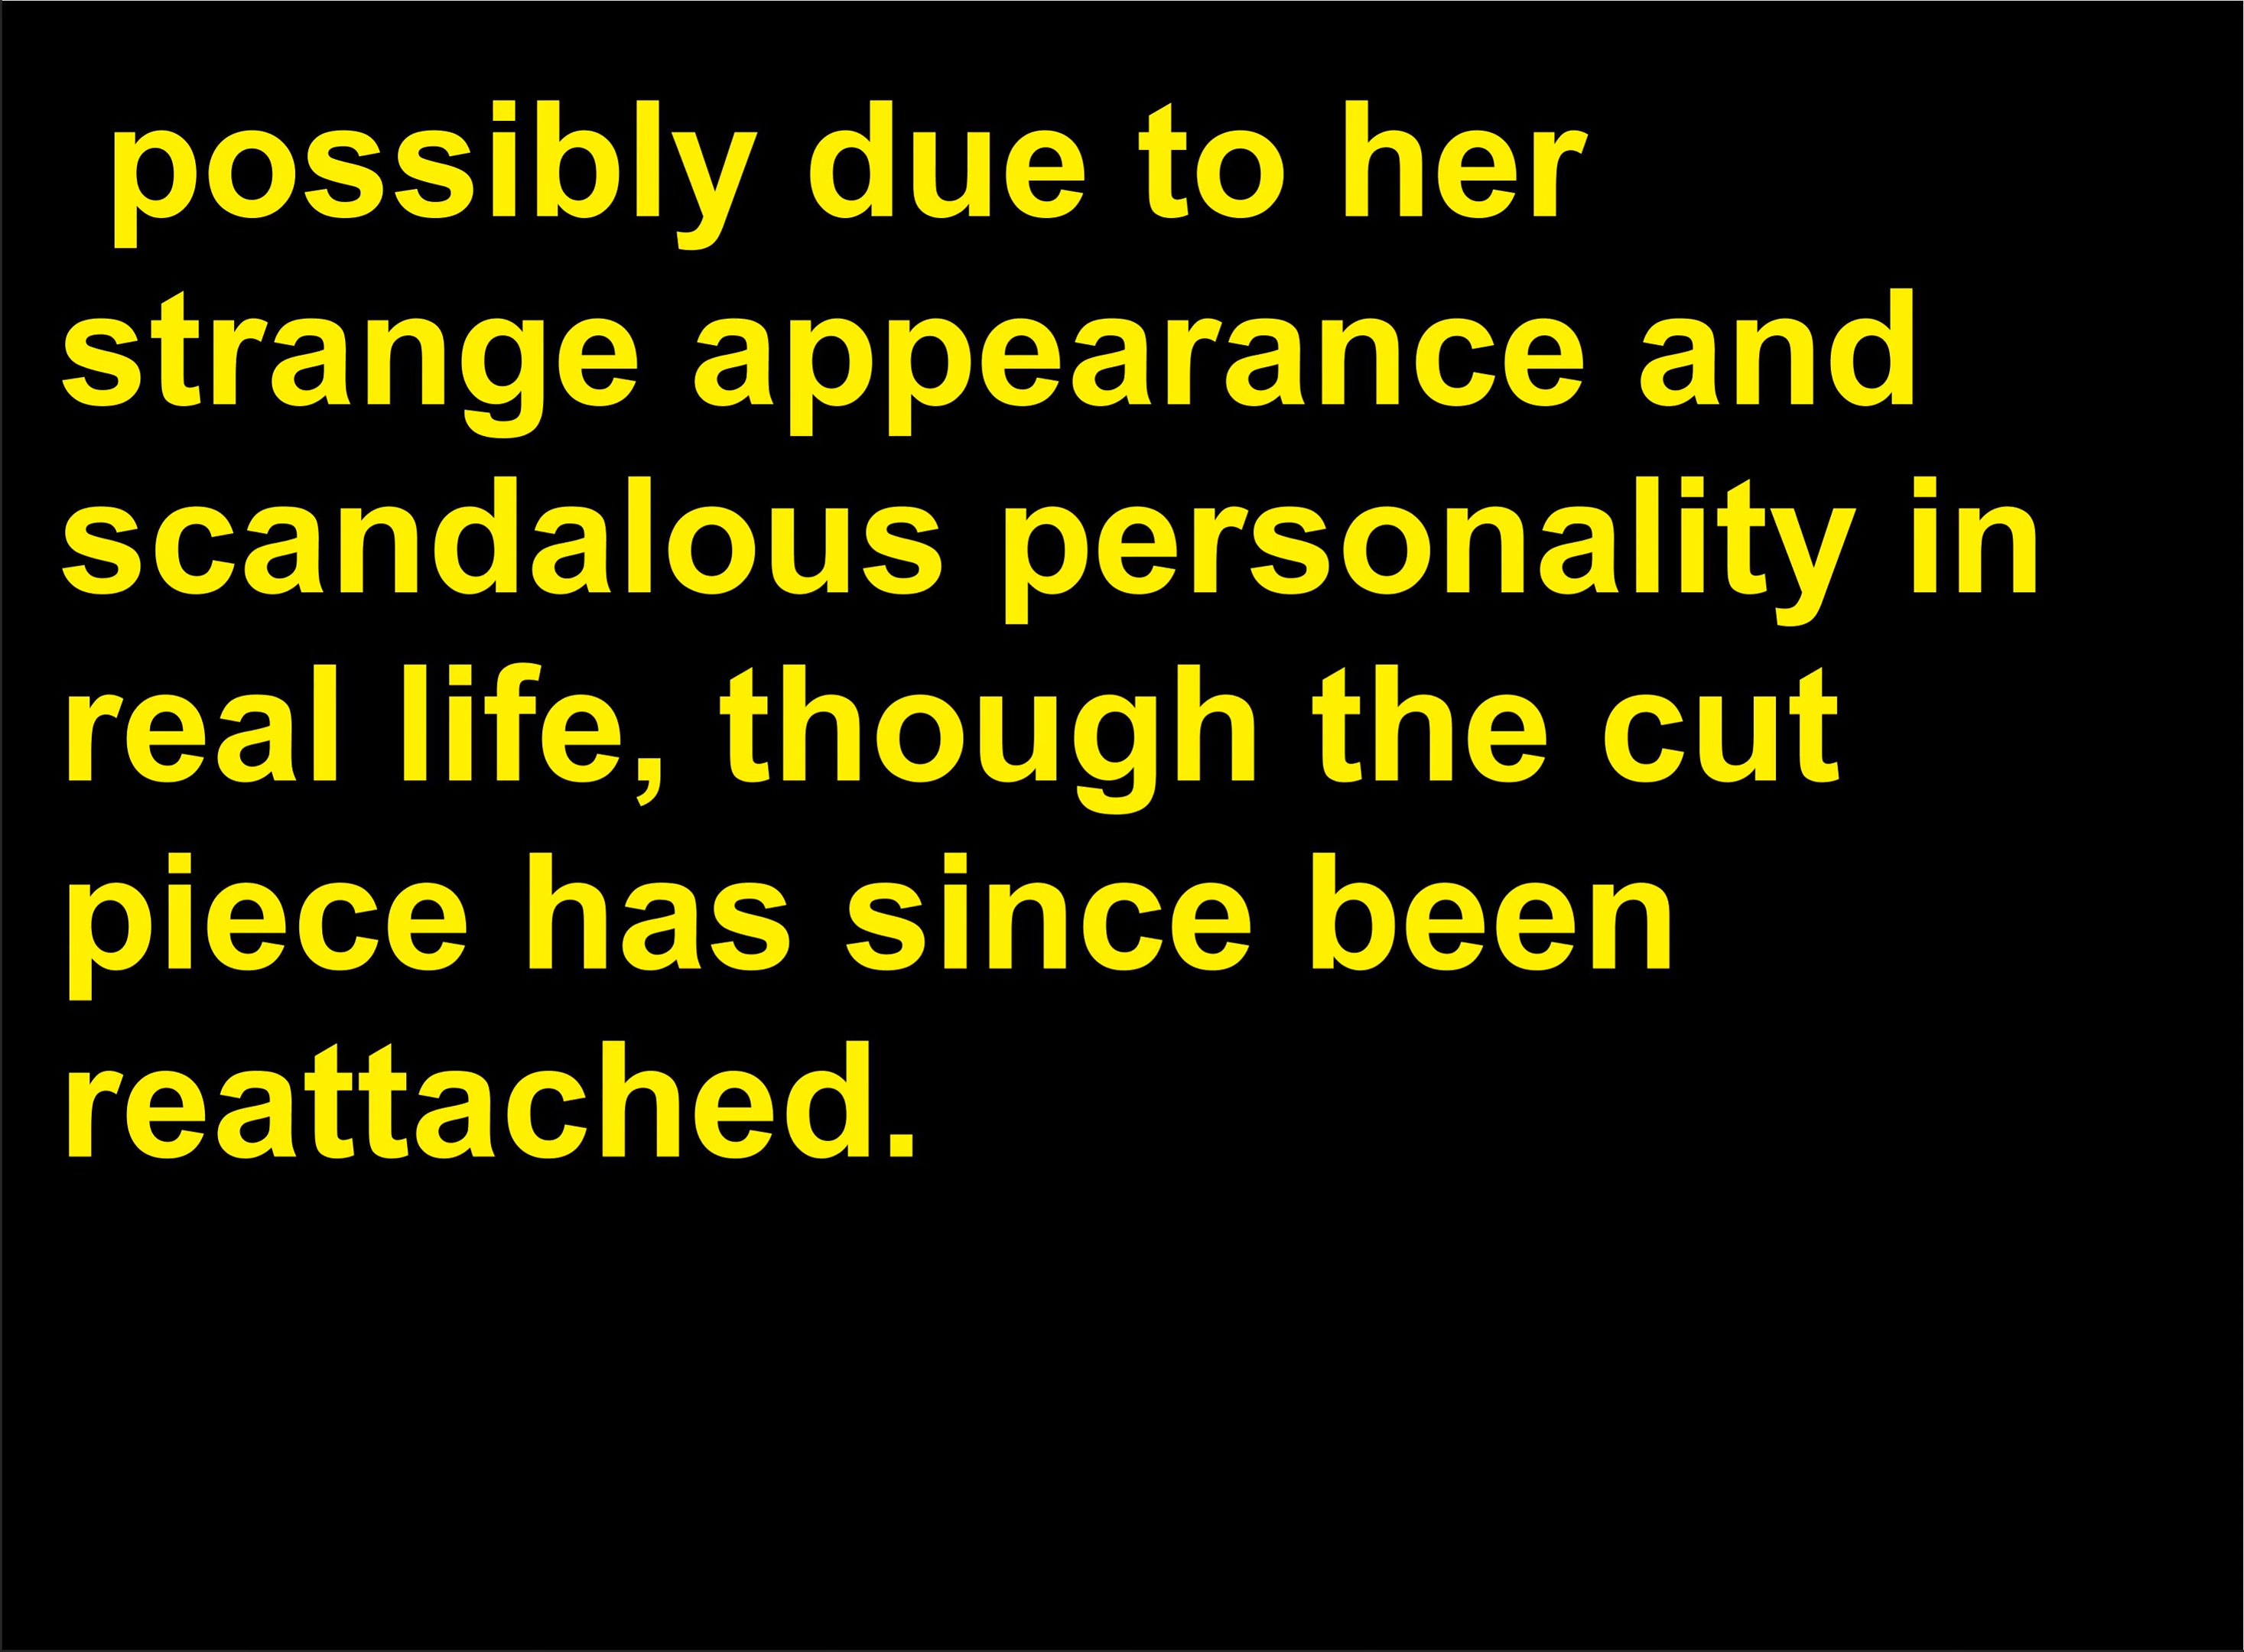 possibly due to her
strange appearance and
scandalous personality in
real life, though the cut
piece has since been
reattached.